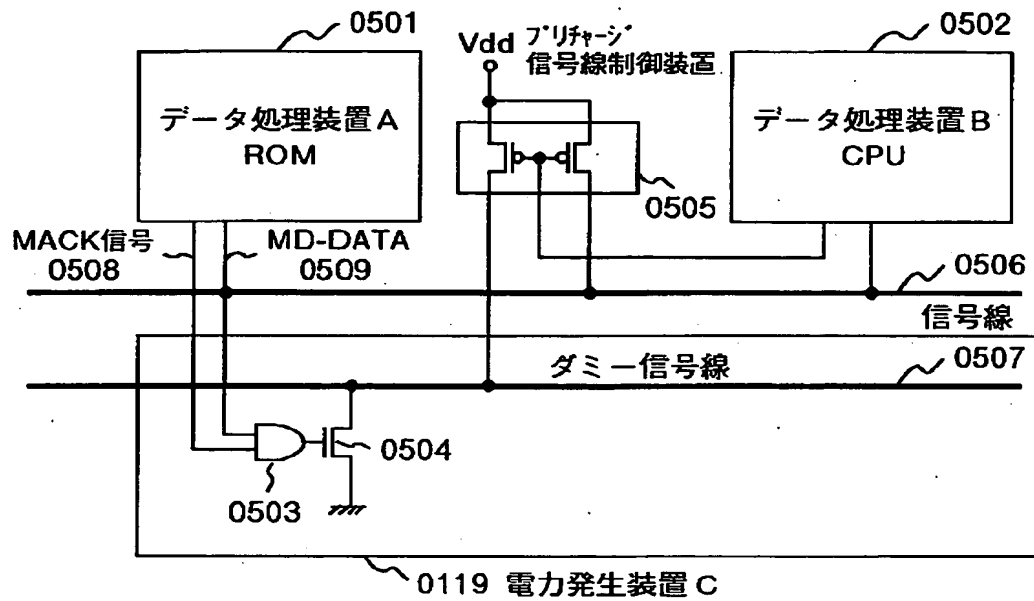 0501
0502
Vdd プリチャージ
信号線制御装置
データ処理装置A
ROM
データ処理装置B
CPU
0505
MACK信号
0508
MD-DATA
0509
0506
信号線
ダミー信号線
0507
0504
0503
0119 電力発生装置C